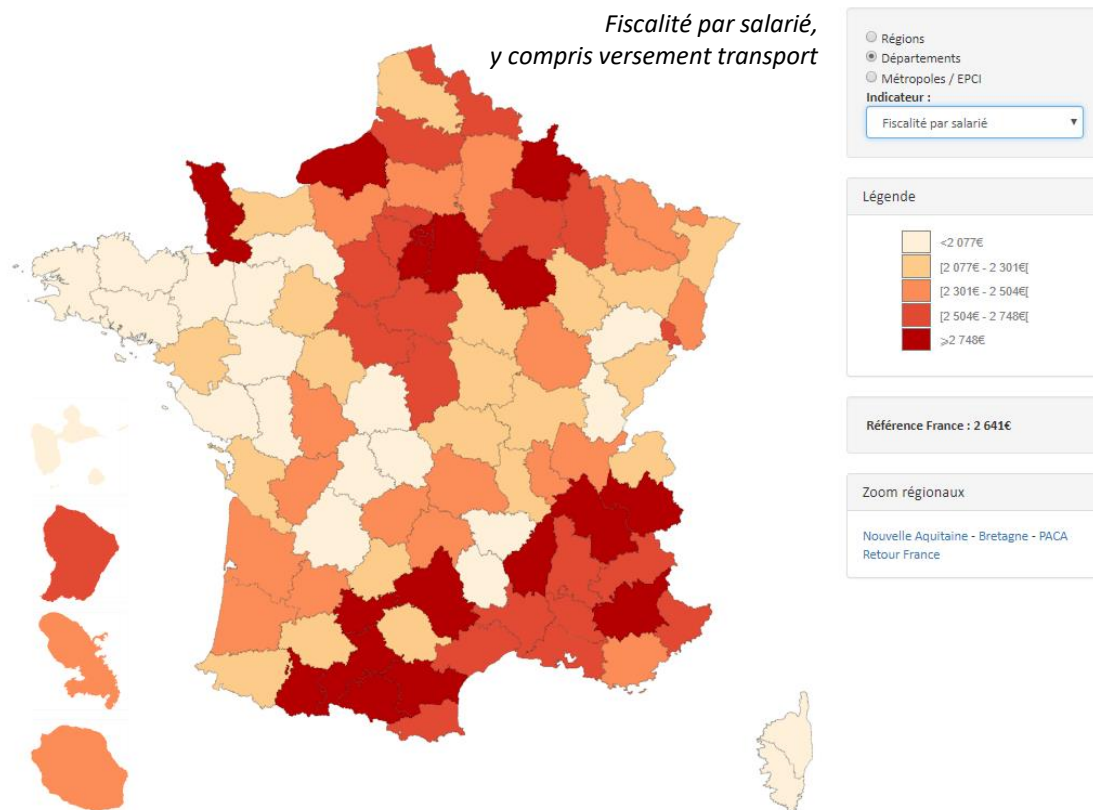 Fiscalité par salarié,
y compris versement transport
Régions
Départements
Métropoles / EPCI
Indicateur :
Fiscalité par salarié
Légende
<2 077€
[2 077€ - 2 301€[
[2 301€ - 2 504€[
[2 504€ - 2 748€[
⩾2 748€
Référence France : 2 641€
Zoom régionaux
Nouvelle Aquitaine - Bretagne - PACA
Retour France